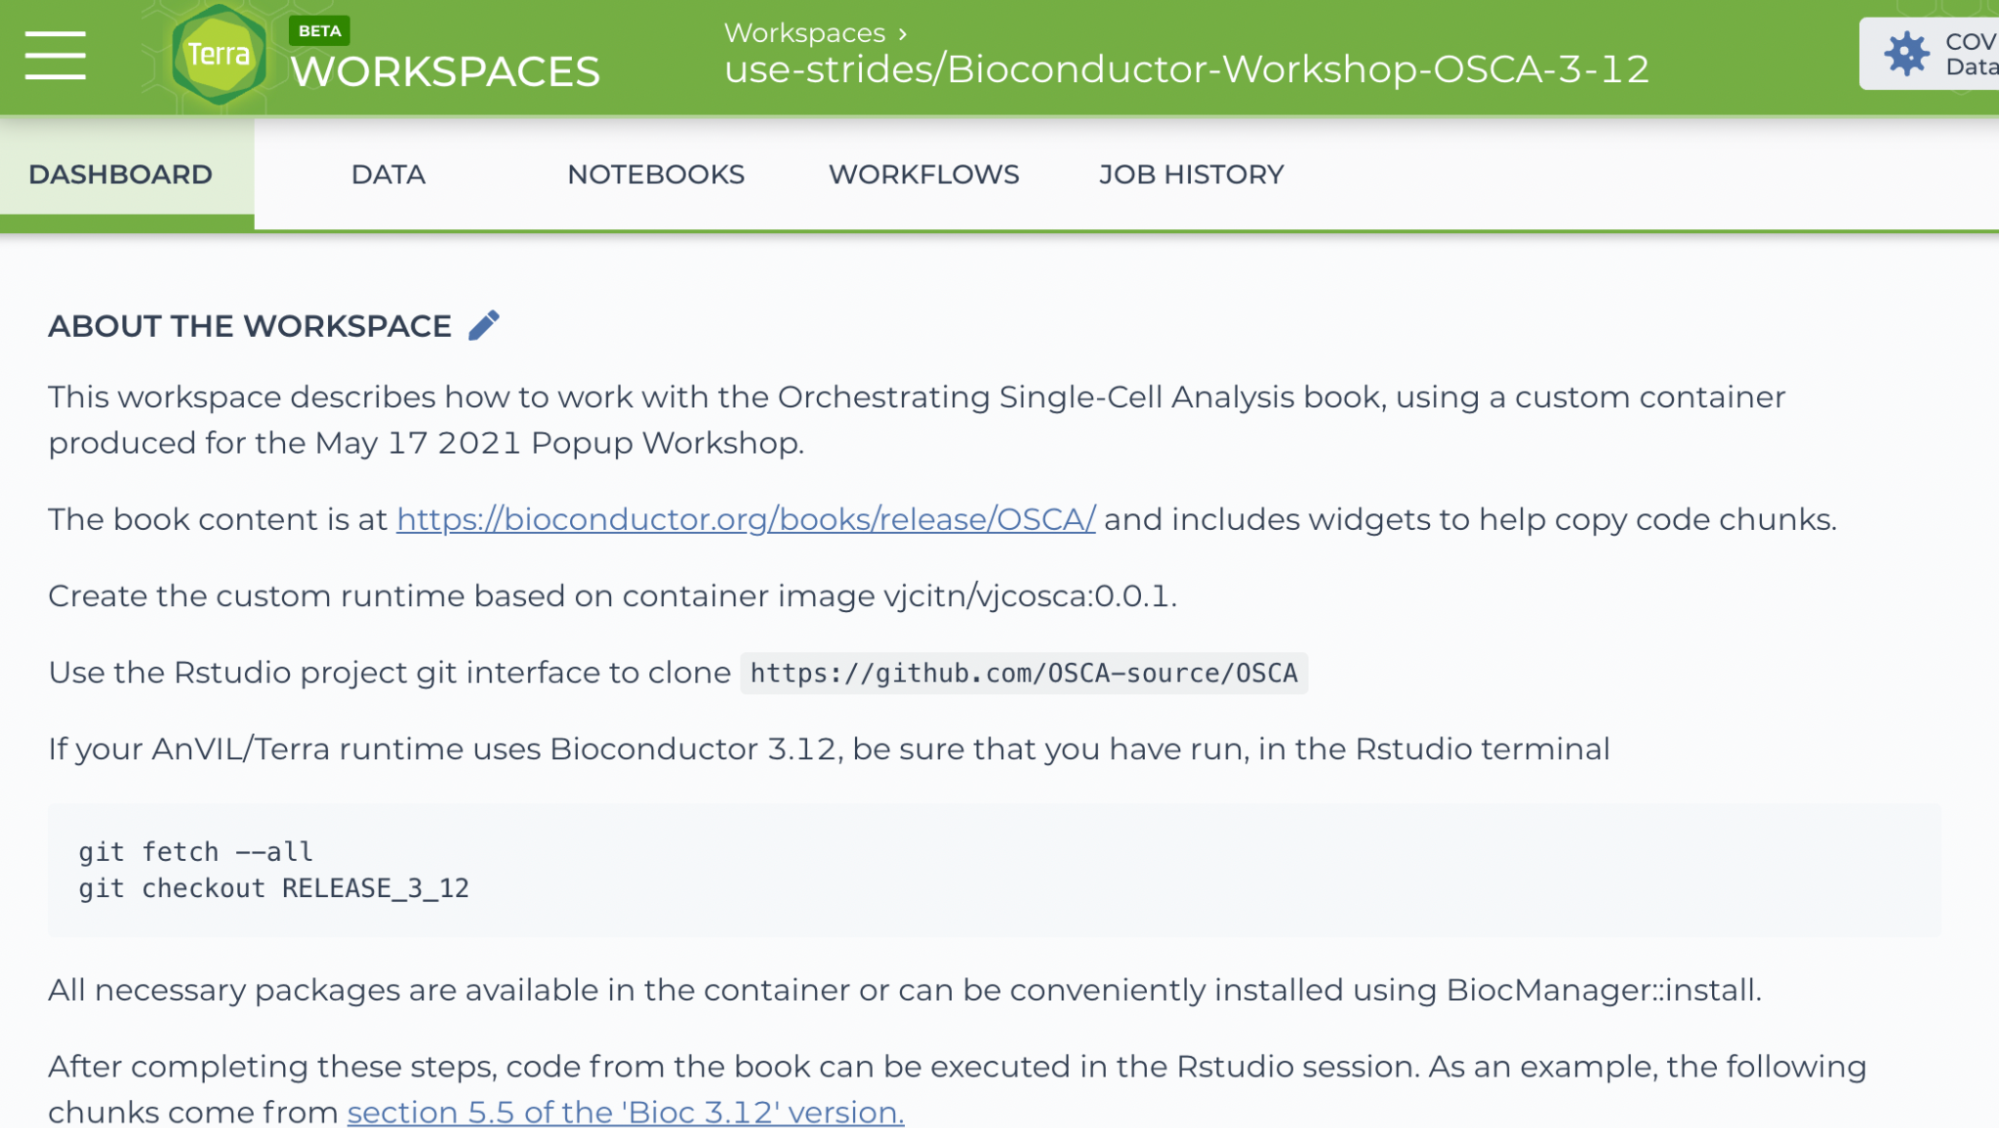 Terra
BETA
WORKSPACES
Workspaces ›
use-strides/Bioconductor-Workshop-OSCA-3-12
COV
Data
DASHBOARD
DATA
NOTEBOOKS
WORKFLOWS
JOB HISTORY
ABOUT THE WORKSPACE
This workspace describes how to work with the Orchestrating Single-Cell Analysis book, using a custom container
produced for the May 17 2021 Popup Workshop.
The book content is at https://bioconductor.org/books/release/OSCA/ and includes widgets to help copy code chunks.
Create the custom runtime based on container image vjcitn/vjcosca:0.0.1.
Use the Rstudio project git interface to clone https://github.com/OSCA-source/OSCA
If your AnVIL/Terra runtime uses Bioconductor 3.12, be sure that you have run, in the Rstudio terminal
git fetch --all
git checkout RELEASE_3_12
All necessary packages are available in the container or can be conveniently installed using BiocManager::install.
After completing these steps, code from the book can be executed in the Rstudio session. As an example, the following
chunks come from section 5.5 of the 'Bioc 3.12' version.